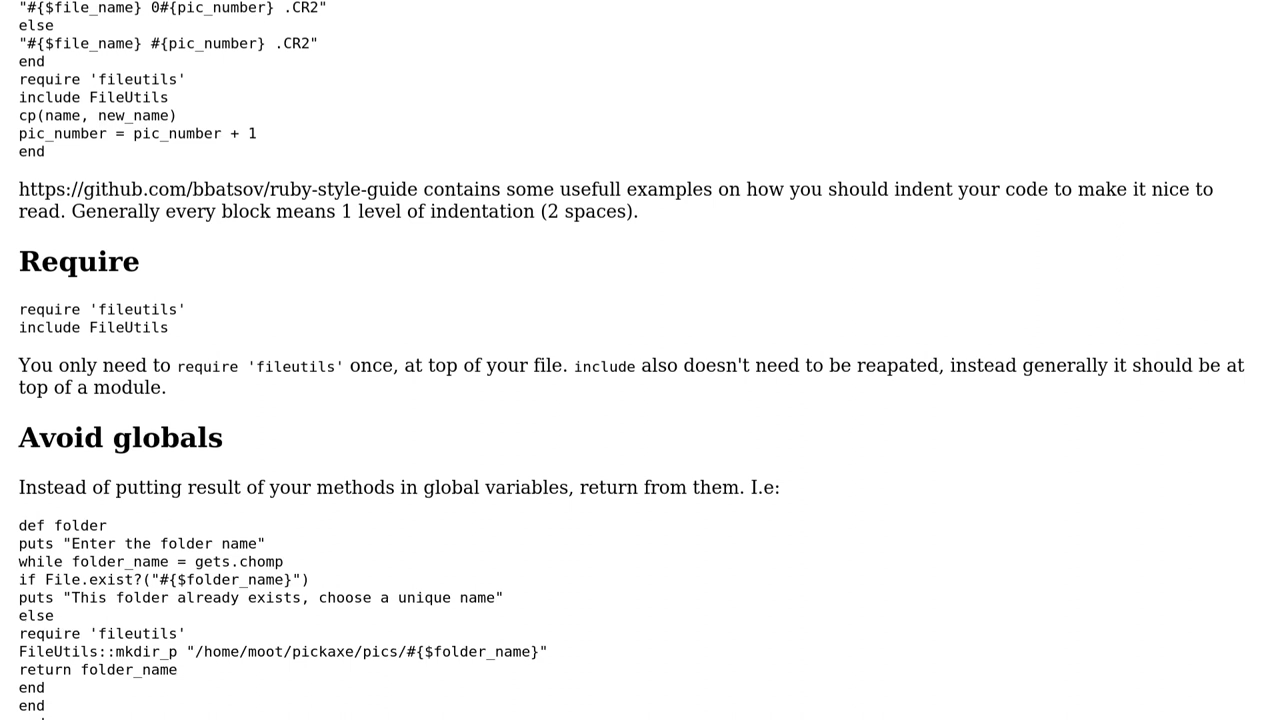 "#{$file_name} 0#{pic_number} .CR2"
else
"#{$file_name} #{pic_number} .CR2"
end
require 'fileutils'
include FileUtils
cp(name, new_name)
pic_number = pic_number + 1
end
https://github.com/bbatsov/ruby-style-guide contains some usefull examples on how you should indent your code to make it nice to
read. Generally every block means 1 level of indentation (2 spaces).
Require
require 'fileutils'
include FileUtils
You only need to require 'fileutils' once, at top of your file. include also doesn't need to be reapated, instead generally it should be at
top of a module.
Avoid globals
Instead of putting result of your methods in global variables, return from them. I.e:
def folder
puts "Enter the folder name"
while folder_name = gets.chomp
if File.exist?("#{$folder_name}")
puts "This folder already exists, choose a unique name"
else
require 'fileutils'
FileUtils::mkdir_p "/home/moot/pickaxe/pics/#{$folder_name}"
return folder_name
end
end